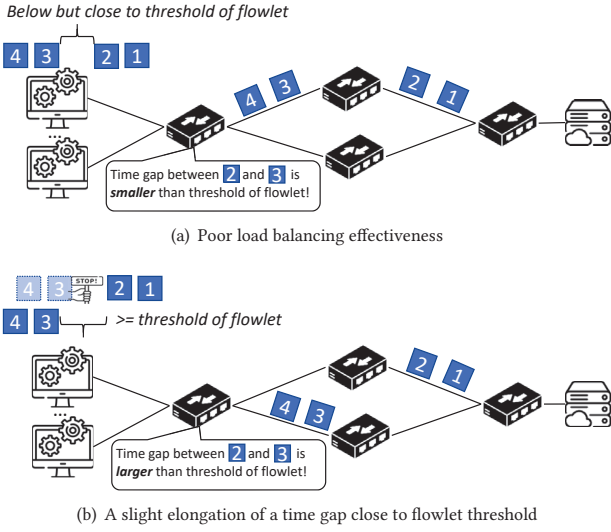 Below but close to threshold of flowlet
4 3 2 1
4 3 2 1
...
Time gap between 2 and 3 is
smaller than threshold of flowlet!
(a) Poor load balancing effectiveness
4 3 STOP! 2 1
4 3 >= threshold of flowlet
2 1
4 3
...
Time gap between 2 and 3 is
larger than threshold of flowlet!
(b) A slight elongation of a time gap close to flowlet threshold